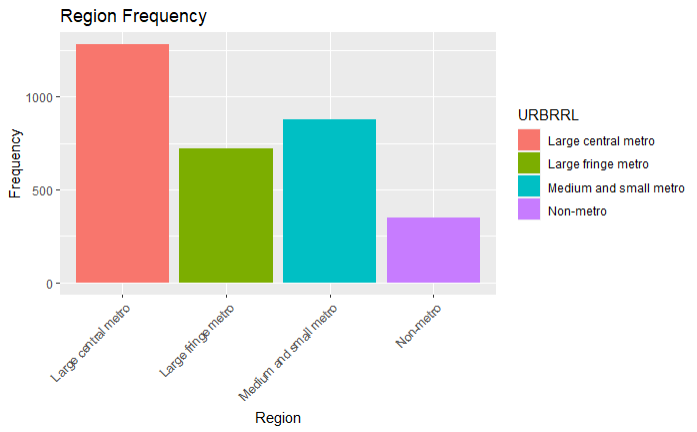 Region Frequency
Frequency
1000
500
0
Large central metro
Large fringe metro
Medium and small metro
Non-metro
Region
URBRRL
Large central metro
Large fringe metro
Medium and small metro
Non-metro